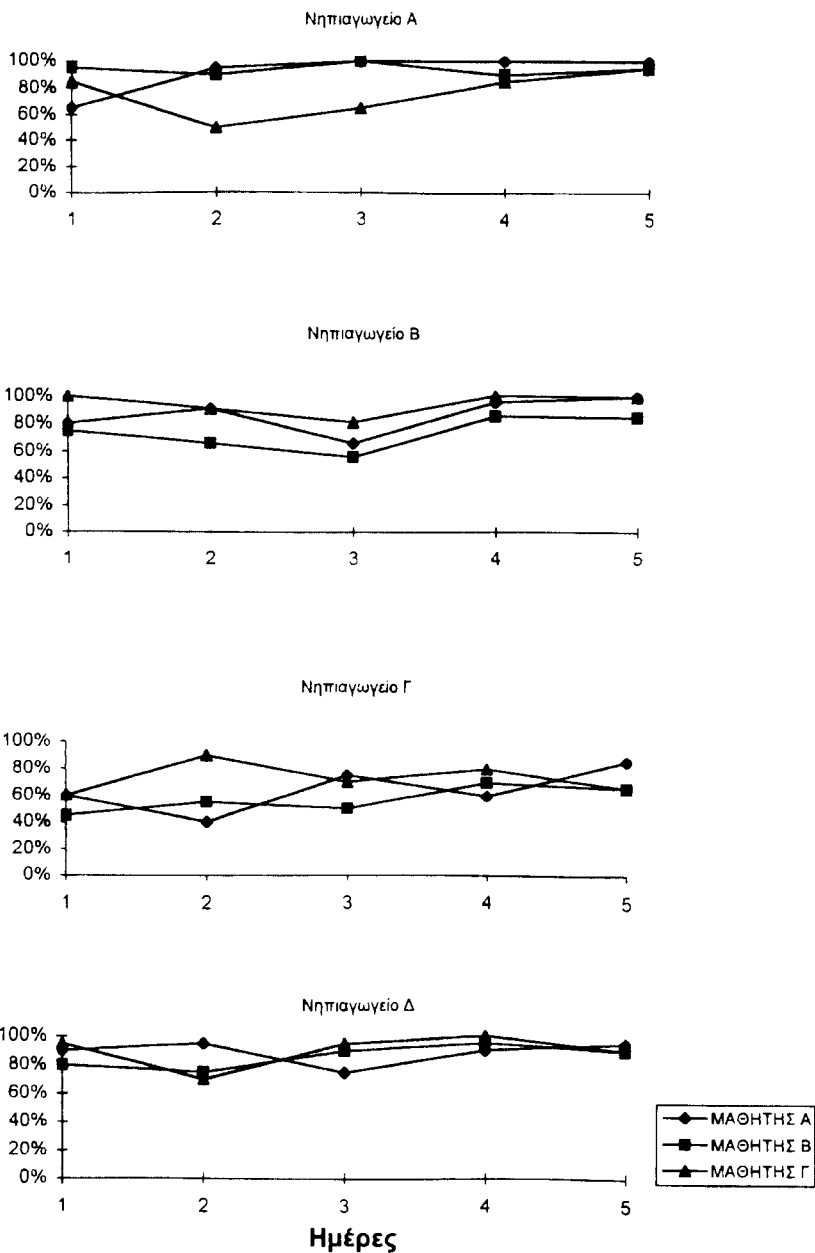 Νηπιαγωγείο Α
100%
80%
60%
40%
20%
0%
1 2 3 4 5
Νηπιαγωγείο Β
100%
80%
60%
40%
20%
0%
1 2 3 4 5
Νηπιαγωγείο Γ
100%
80%
60%
40%
20%
0%
1 2 3 4 5
Νηπιαγωγείο Δ
100%
80%
60%
40%
20%
0%
1 2 3 4 5
ΜΑΘΗΤΗΣ Α
ΜΑΘΗΤΗΣ Β
ΜΑΘΗΤΗΣ Γ
Ημέρες